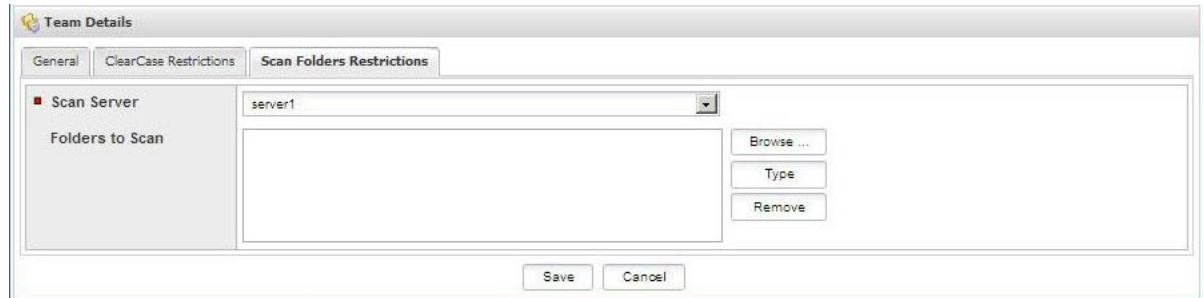 Team Details
General ClearCase Restrictions Scan Folders Restrictions
Scan Server server1
Folders to Scan Browse ...
Type
Remove
Save Cancel